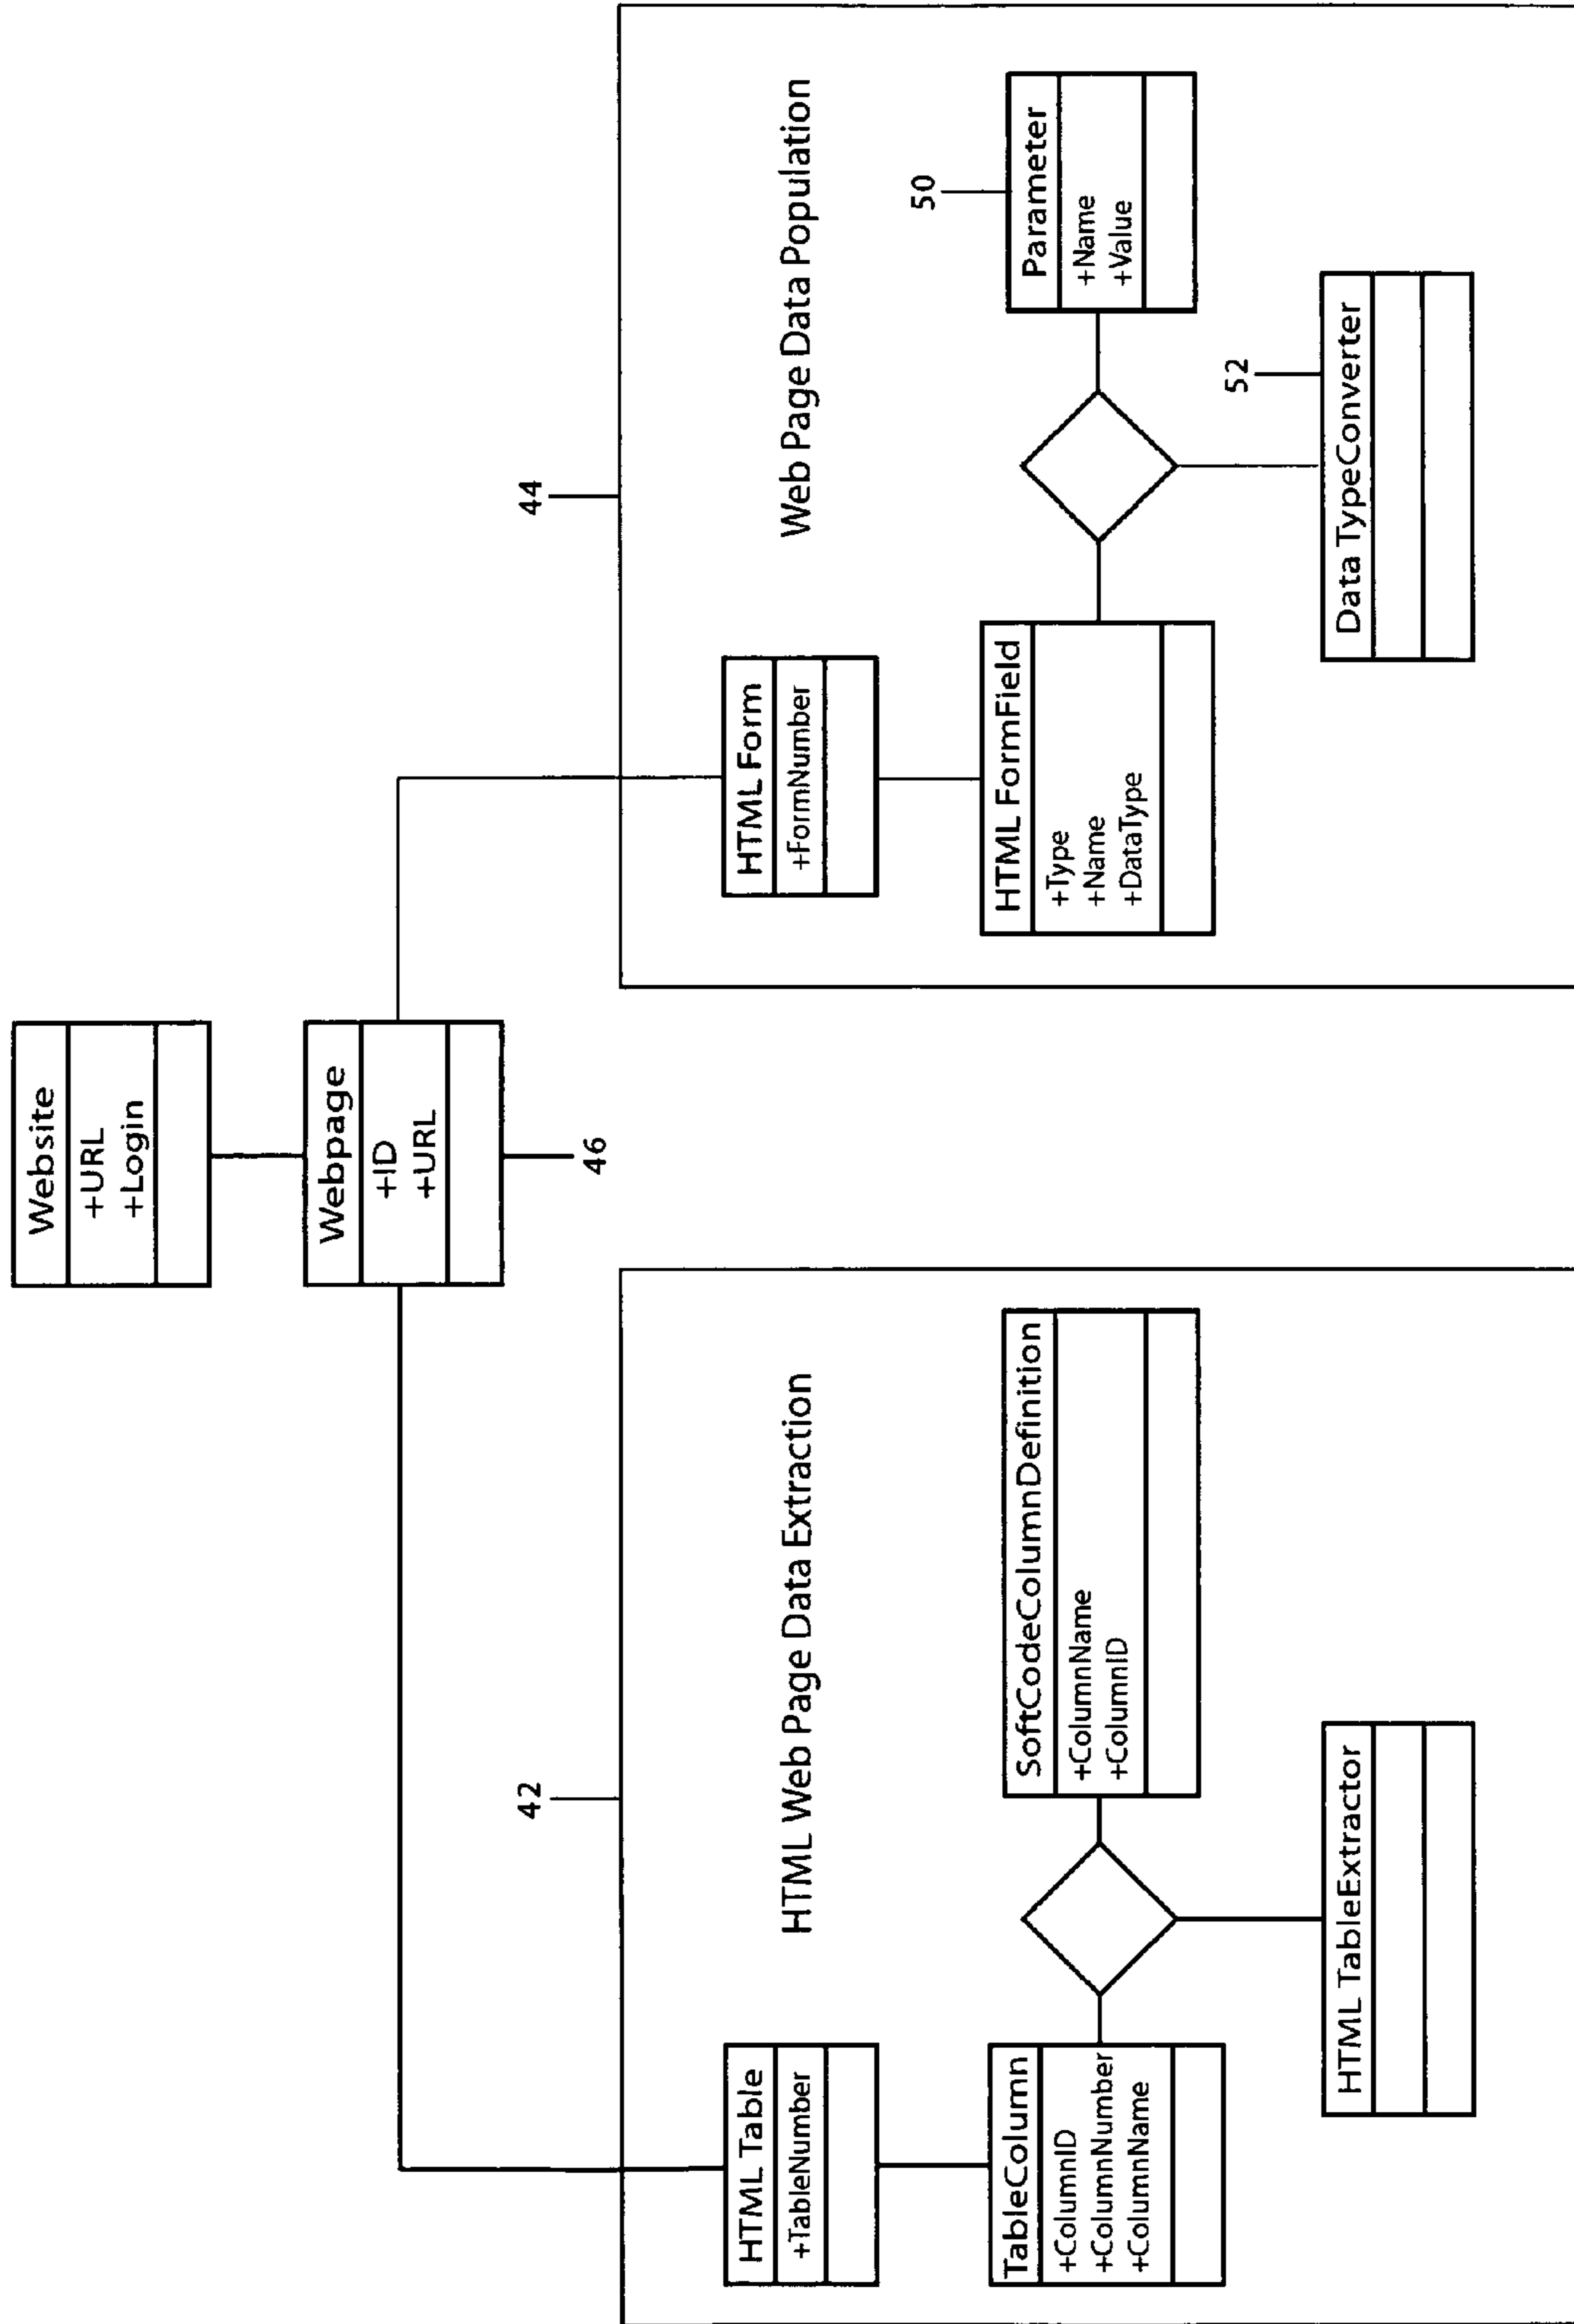 Website
+URL
+Login
Webpage
+ID
+URL
46
42
HTML Web Page Data Extraction
HTML Table
+TableNumber
TableColumn
+ColumnID
+ColumnNumber
+ColumnName
SoftCodeColumnDefinition
+ColumnName
+ColumnID
HTML TableExtractor
44
Web Page Data Population
HTML Form
+FormNumber
HTML FormField
+Type
+Name
+DataType
50
Parameter
+Name
+Value
52
Data TypeConverter